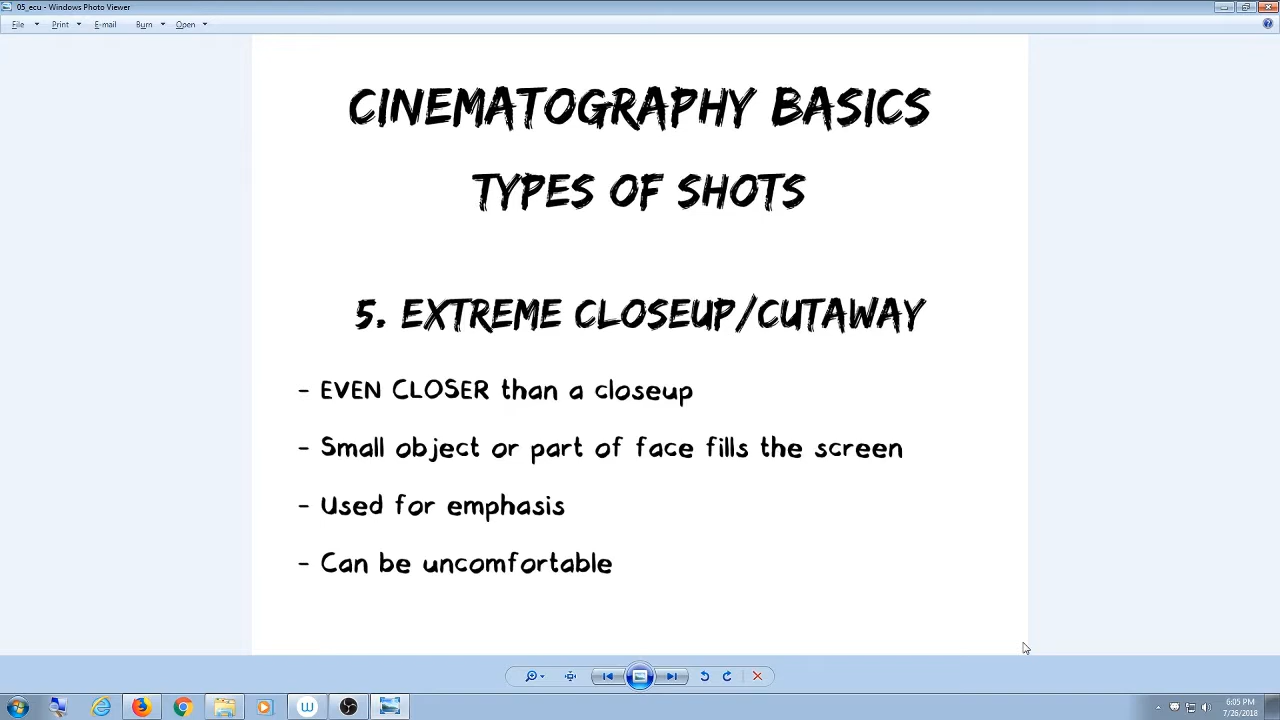 05_ecu - Windows Photo Viewer
File Print E-mail Burn Open
CINEMATOGRAPHY BASICS
TYPES OF SHOTS
5. EXTREME CLOSEUP/CUTAWAY
- EVEN CLOSER than a closeup
- Small object or part of face fills the screen
- Used for emphasis
- Can be uncomfortable
6:05 PM
7/26/2018